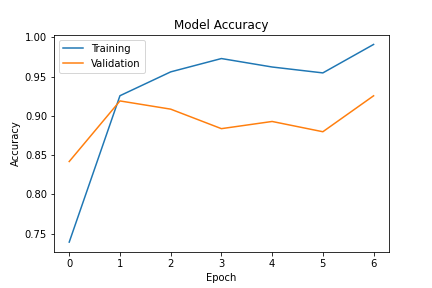 Model Accuracy
1.00
0.95
0.90
0.85
0.80
0.75
Accuracy
Training
Validation
0 1 2 3 4 5 6
Epoch